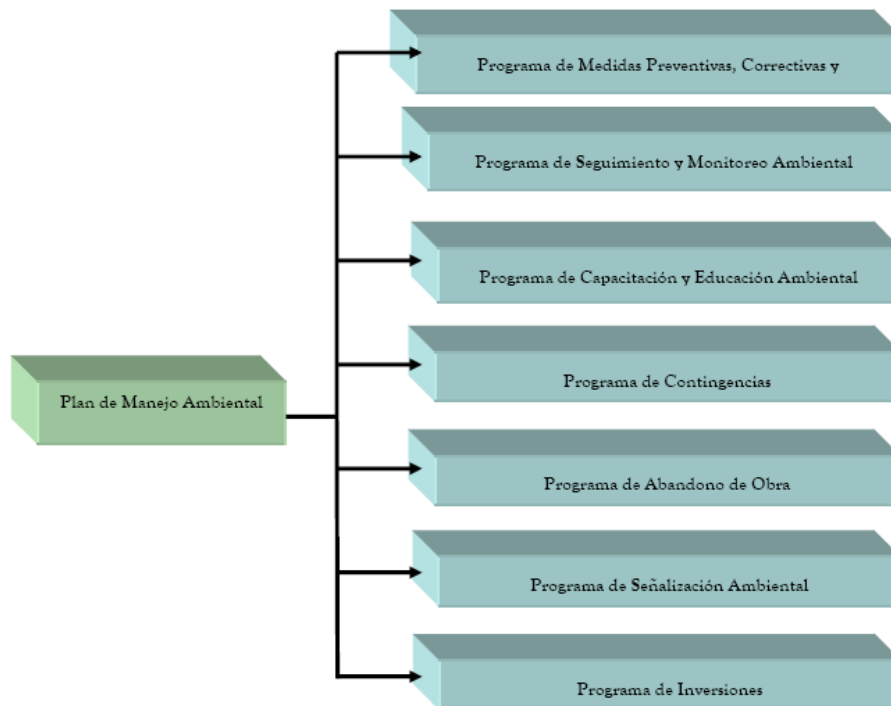 Programa de Medidas Preventivas, Correctivas y
Programa de Seguimiento y Monitoreo Ambiental
Programa de Capacitación y Educación Ambiental
Plan de Manejo Ambiental
Programa de Contingencias
Programa de Abandono de Obra
Programa de Señalización Ambiental
Programa de Inversiones